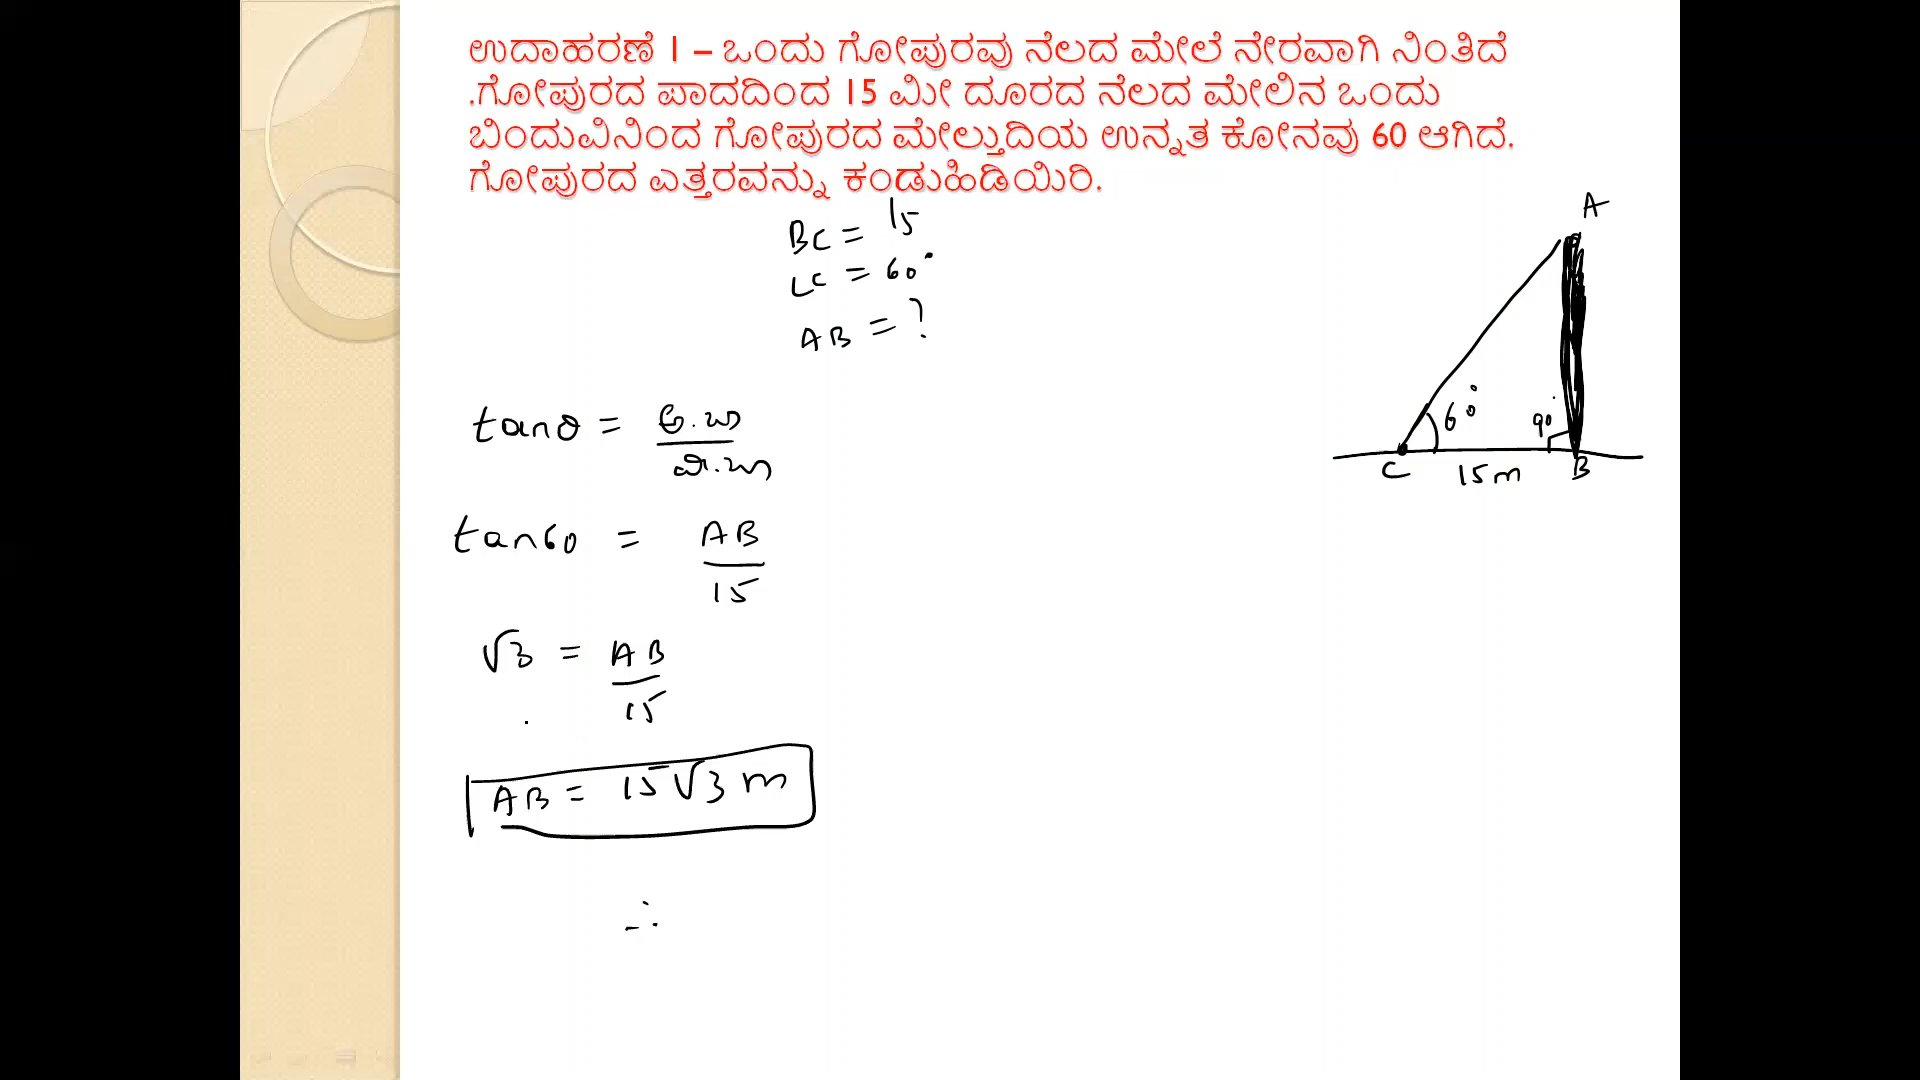 ಉದಾಹರಣೆ 1 – ಒಂದು ಗೋಪುರವು ನೆಲದ ಮೇಲೆ ನೇರವಾಗಿ ನಿಂತಿದೆ
.ಗೋಪುರದ ಪಾದದಿಂದ 15 ಮೀ ದೂರದ ನೆಲದ ಮೇಲಿನ ಒಂದು
ಬಿಂದುವಿನಿಂದ ಗೋಪುರದ ಮೇಲ್ತುದಿಯ ಉನ್ನತ ಕೋನವು 60 ಆಗಿದೆ.
ಗೋಪುರದ ಎತ್ತರವನ್ನು ಕಂಡುಹಿಡಿಯಿರಿ.
BC = 15
∟C = 60°
AB = ?
A
60°
90°
C
15m
B
tanθ =
tan60 = AB
15
√3 = AB
15
AB = 15√3 m
∴